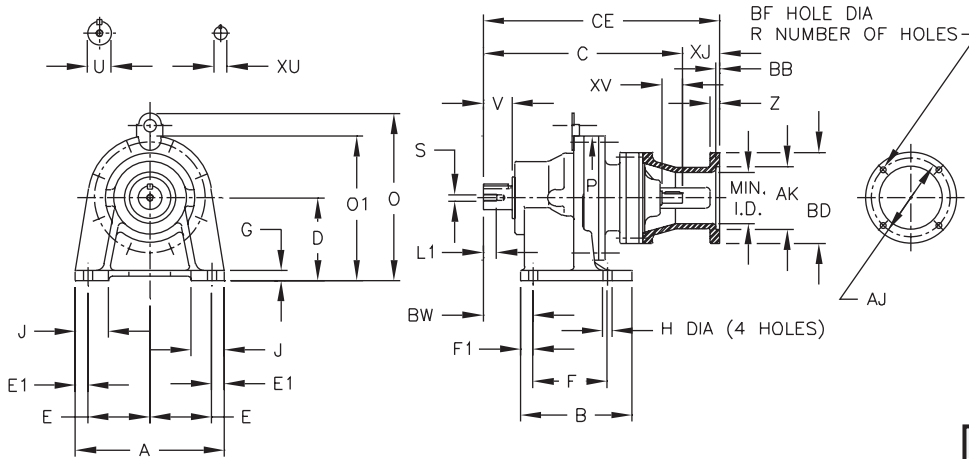 CE
BF HOLE DIA
R NUMBER OF HOLES
C
XJ
BB
U
XU
XV
Z
V
S
P
O1
O
MIN.
I.D.
AK
BD
G
D
L1
AJ
BW
H DIA (4 HOLES)
J
J
F1
E1
E1
F
E
E
B
A